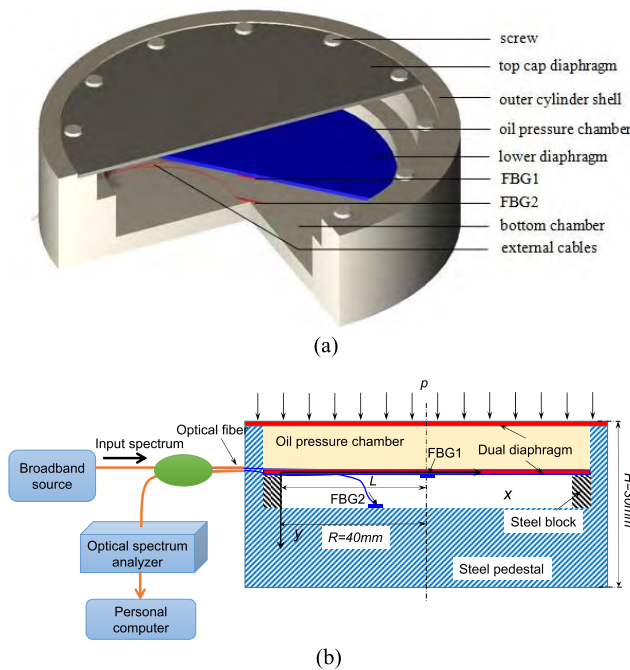 screw
top cap diaphragm
outer cylinder shell
oil pressure chamber
lower diaphragm
FBG1
FBG2
bottom chamber
external cables
(a)
p
Optical fiber
Input spectrum
Broadband
source
Oil pressure chamber
FBG1
Dual diaphragm
L
FBG2
x
Steel block
y
R=40mm
Optical spectrum
analyzer
Steel pedestal
H=30mm
Personal
computer
(b)